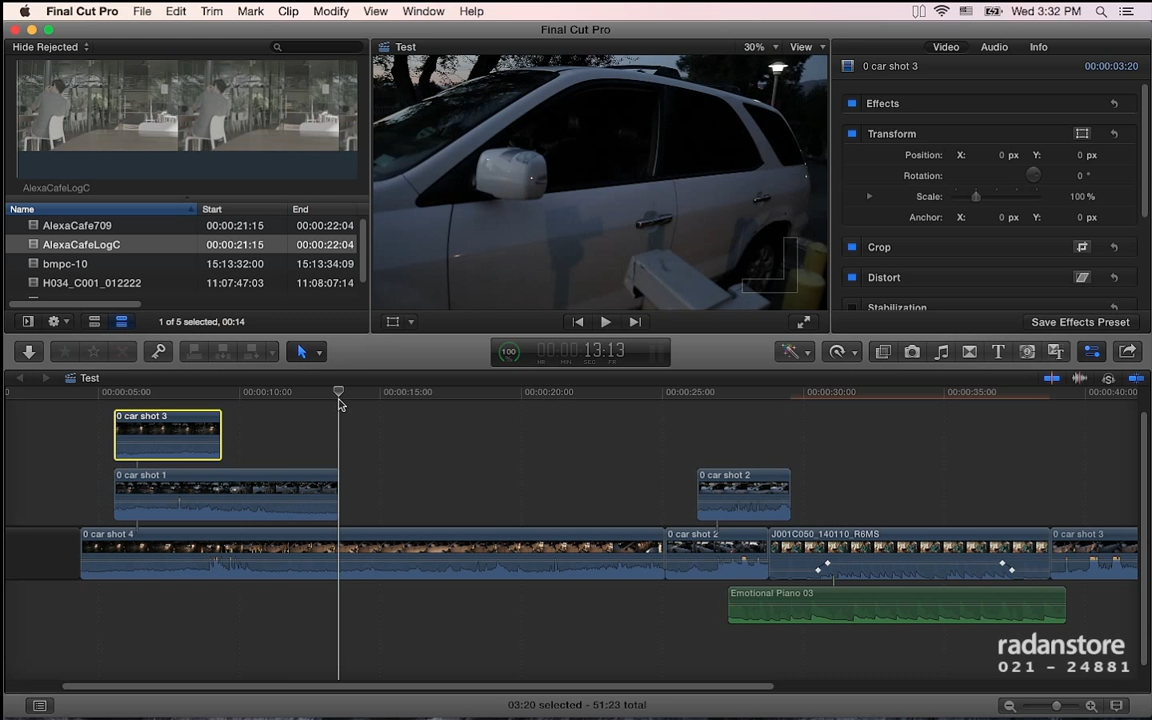 Final Cut Pro File Edit Trim Mark Clip Modify View Window Help Wed 3:32 PM
Final Cut Pro
Hide Rejected
Test 30% View
Video Audio Info
0 car shot 3 00:00:03:20
Effects
Transform
Position: X: 0 px Y: 0 px
Rotation: 0 °
Scale: 100 %
Anchor: X: 0 px Y: 0 px
Crop
Distort
Stabilization
Save Effects Preset
AlexaCafeLogC
Name Start End
AlexaCafe709 00:00:21:15 00:00:22:04
AlexaCafeLogC 00:00:21:15 00:00:22:04
bmpc-10 15:13:32:00 15:13:34:09
H034_C001_012222 11:07:47:03 11:08:07:14
1 of 5 selected, 00:14
100 00:00:13:13
HR MIN SEC FR
Test
00:00:05:00 00:00:10:00 00:00:15:00 00:00:20:00 00:00:25:00 00:00:30:00 00:00:35:00 00:00:40:00
0 car shot 3
0 car shot 1
0 car shot 2
0 car shot 4
0 car shot 2
J001C050_140110_R6MS
0 car shot 3
Emotional Piano 03
radanstore
021 - 24881
03:20 selected - 51:23 total